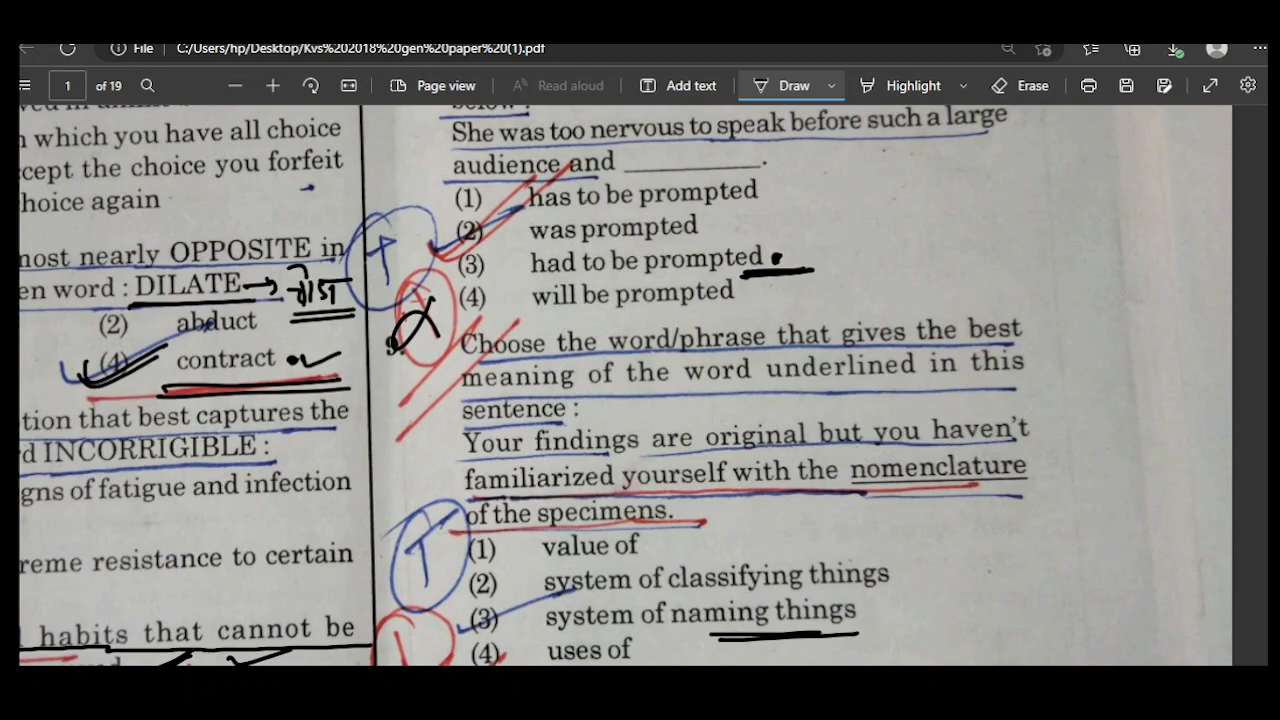 File
C:/Users/hp/Desktop/Kvs%202018%20gen%20paper%20(1).pdf
1 of 19
Page view
Read aloud
Add text
Draw
Highlight
Erase
n which you have all choice
cept the choice you forfeit
hoice again
most nearly OPPOSITE in
en word : DILATE
(2) abduct
(4) contract
tion that best captures the
d INCORRIGIBLE :
gns of fatigue and infection
reme resistance to certain
habits that cannot be
below :
She was too nervous to speak before such a large
audience and __________.
(1) has to be prompted
(2) was prompted
(3) had to be prompted
(4) will be prompted
Choose the word/phrase that gives the best
meaning of the word underlined in this
sentence :
Your findings are original but you haven't
familiarized yourself with the nomenclature
of the specimens.
(1) value of
(2) system of classifying things
(3) system of naming things
(4) uses of